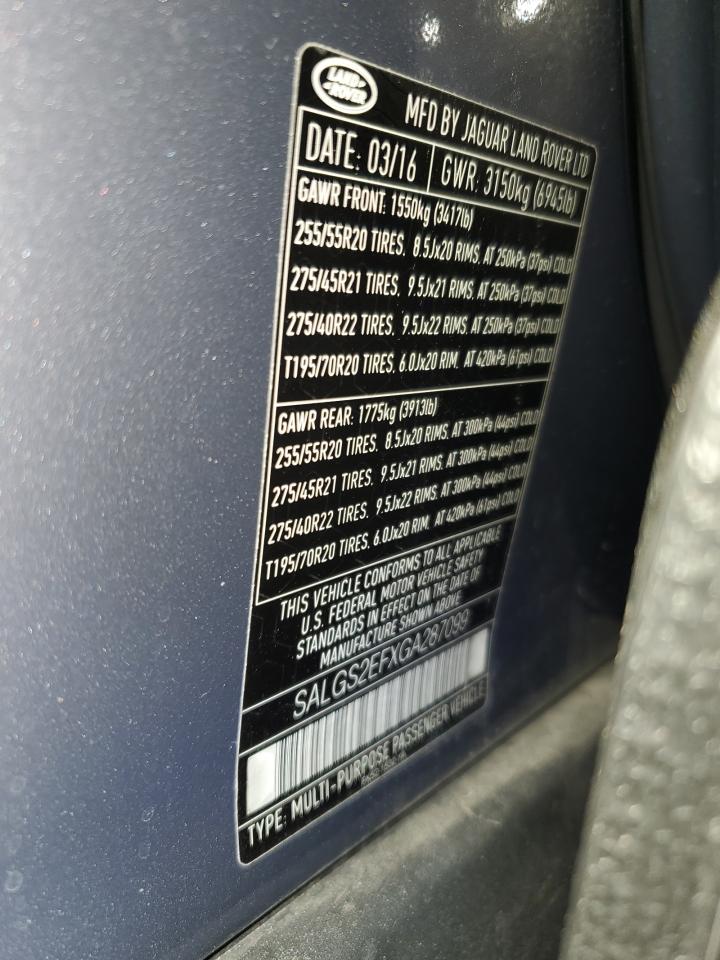 LAND ROVER
MFD BY JAGUAR LAND ROVER LTD
DATE: 03/16 GWR: 3150kg (6945lb)
GAWR FRONT: 1550kg (3417lb)
255/55R20 TIRES, 8.5Jx20 RIMS, AT 250kPa (37psi) COLD
275/45R21 TIRES, 9.5Jx21 RIMS, AT 250kPa (37psi) COLD
275/40R22 TIRES, 9.5Jx22 RIMS, AT 250kPa (37psi) COLD
T195/70R20 TIRES, 6.0Jx20 RIM, AT 420kPa (61psi) COLD
GAWR REAR: 1775kg (3913lb)
255/55R20 TIRES, 8.5Jx20 RIMS, AT 300kPa (44psi) COLD
275/45R21 TIRES, 9.5Jx21 RIMS, AT 300kPa (44psi) COLD
275/40R22 TIRES, 9.5Jx22 RIMS, AT 300kPa (44psi) COLD
T195/70R20 TIRES, 6.0Jx20 RIM, AT 420kPa (61psi) COLD
THIS VEHICLE CONFORMS TO ALL APPLICABLE
U.S. FEDERAL MOTOR VEHICLE SAFETY
STANDARDS IN EFFECT ON THE DATE OF
MANUFACTURE SHOWN ABOVE
SALGS2EFXGA287099
TYPE: MULTI-PURPOSE PASSENGER VEHICLE